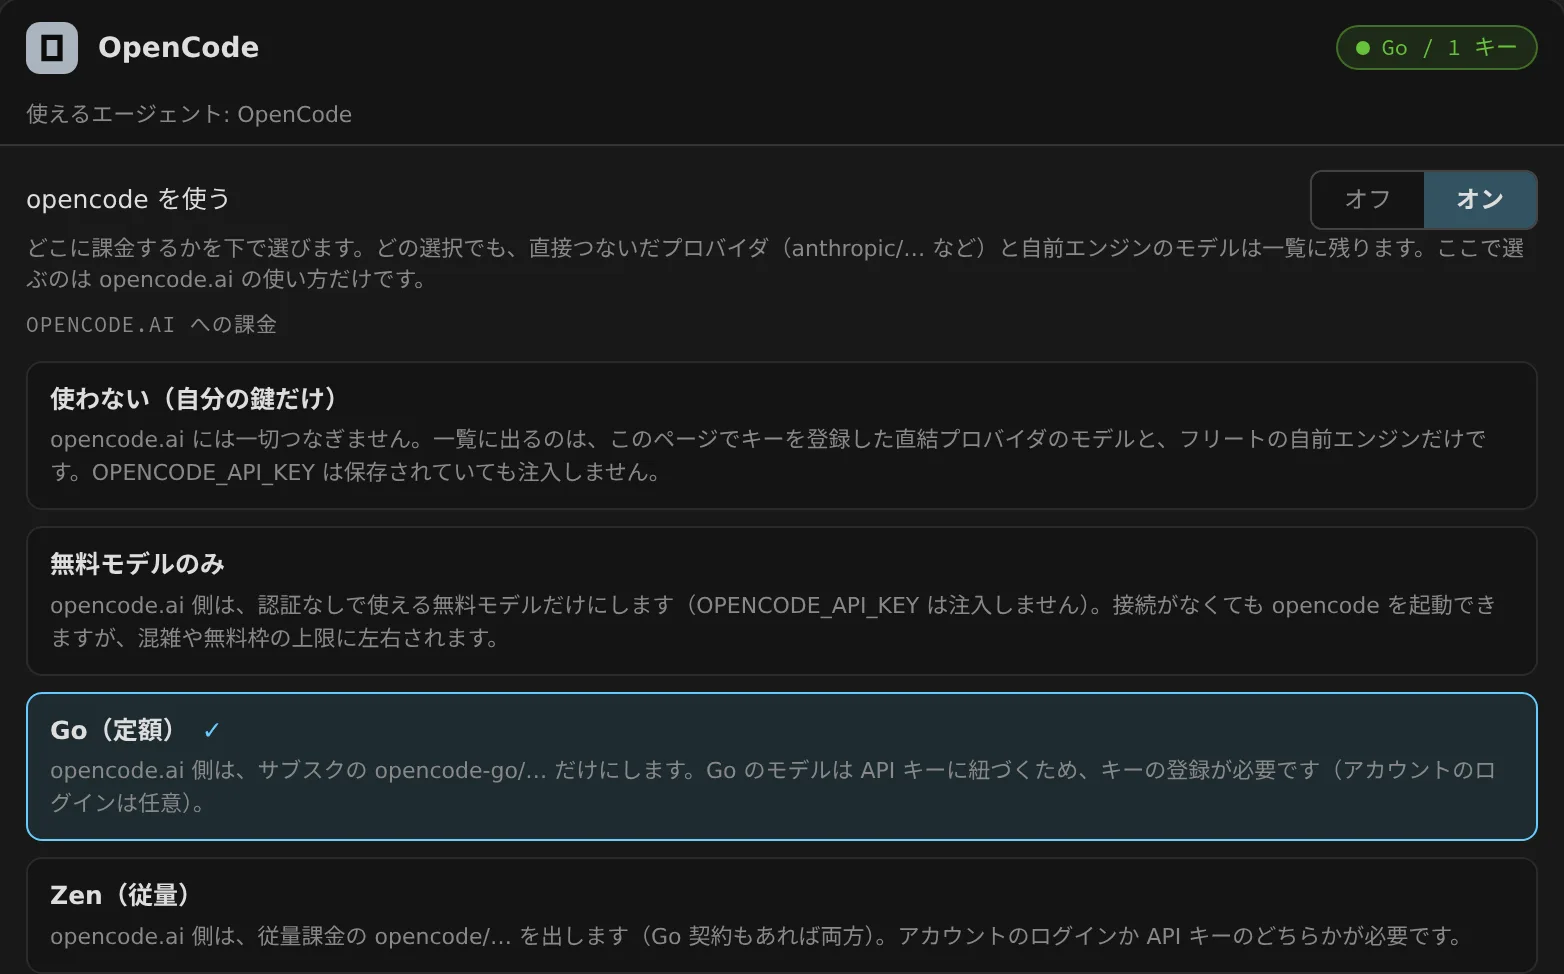 OpenCode
Go / 1 キー
使えるエージェント: OpenCode
opencode を使う
オフ
オン
どこに課金するかを下で選びます。どの選択でも、直接つないだプロバイダ（anthropic/… など）と自前エンジンのモデルは一覧に残ります。ここで選
ぶのは opencode.ai の使い方だけです。
OPENCODE.AI への課金
使わない（自分の鍵だけ）
opencode.ai には一切つなぎません。一覧に出るのは、このページでキーを登録した直結プロバイダのモデルと、フリートの自前エンジンだけで
す。OPENCODE_API_KEY は保存されていても注入しません。
無料モデルのみ
opencode.ai 側は、認証なしで使える無料モデルだけにします（OPENCODE_API_KEY は注入しません）。接続がなくても opencode を起動でき
ますが、混雑や無料枠の上限に左右されます。
Go（定額） ✓
opencode.ai 側は、サブスクの opencode-go/… だけにします。Go のモデルは API キーに紐づくため、キーの登録が必要です（アカウントのロ
グインは任意）。
Zen（従量）
opencode.ai 側は、従量課金の opencode/… を出します（Go 契約もあれば両方）。アカウントのログインか API キーのどちらかが必要です。